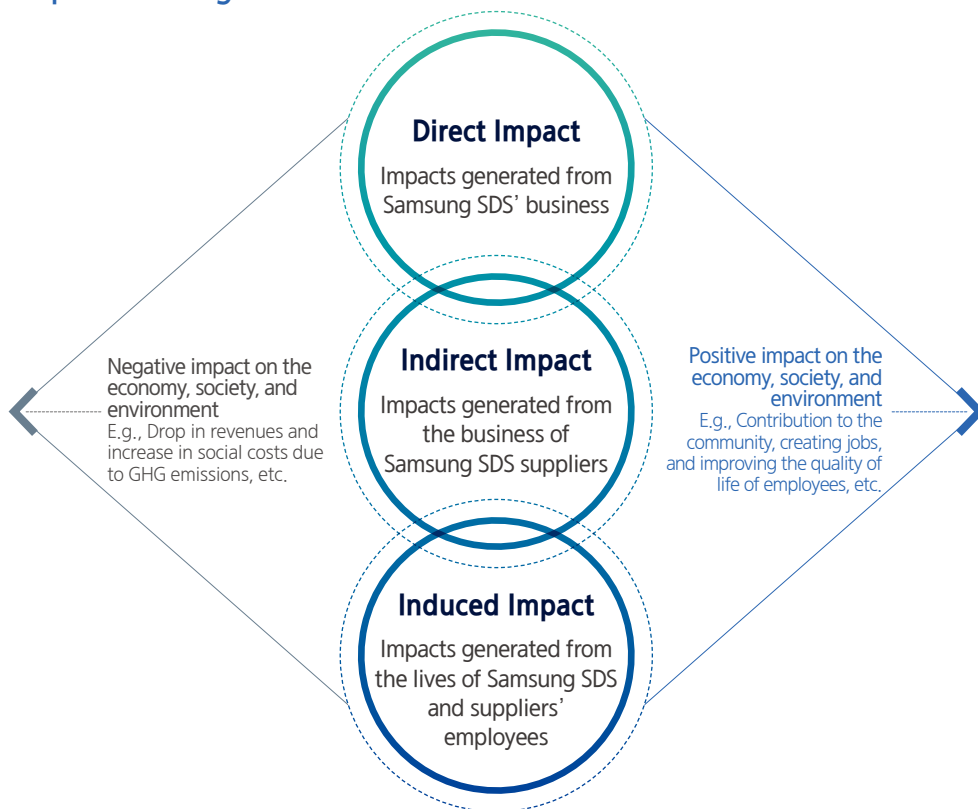 Direct Impact
Impacts generated from
Samsung SDS’ business
Negative impact on the
economy, society, and
environment
E.g., Drop in revenues and
increase in social costs due
to GHG emissions, etc.
Indirect Impact
Impacts generated from
the business of
Samsung SDS suppliers
Positive impact on the
economy, society, and
environment
E.g., Contribution to the
community, creating jobs,
and improving the quality of
life of employees, etc.
Induced Impact
Impacts generated from
the lives of Samsung SDS
and suppliers’
employees